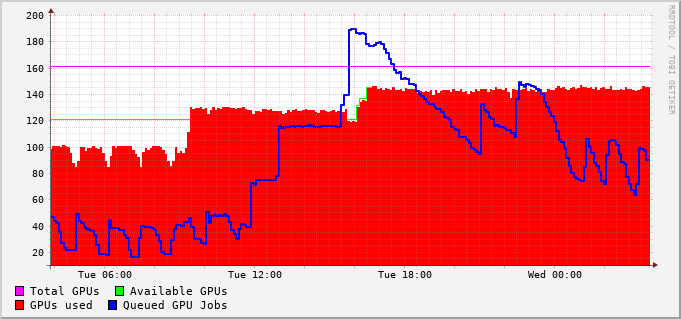 200
180
160
140
120
100
80
60
40
20
Tue 06:00 Tue 12:00 Tue 18:00 Wed 00:00
Total GPUs Available GPUs
GPUs used Queued GPU Jobs
RRDTOOL / TOBI OETIKER